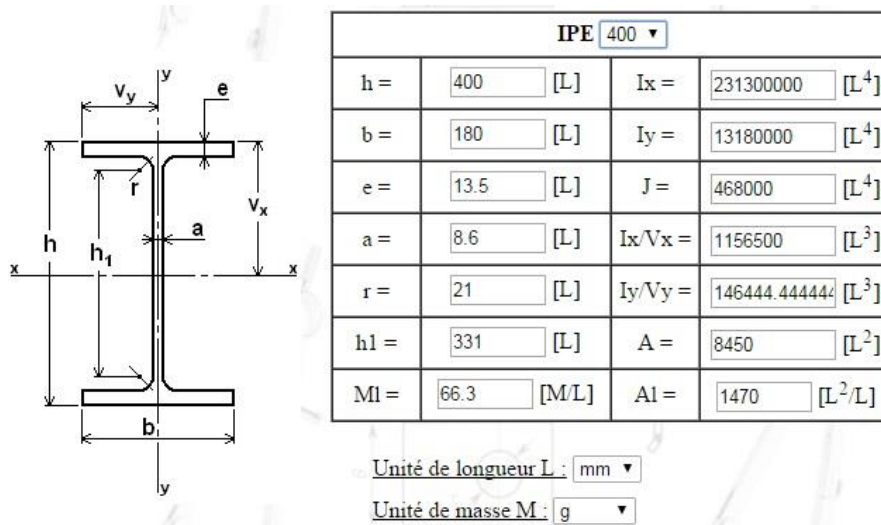 IPE 400
h = 400 [L] Ix = 231300000 [L⁴]
b = 180 [L] Iy = 13180000 [L⁴]
e = 13.5 [L] J = 468000 [L⁴]
a = 8.6 [L] Ix/Vx = 1156500 [L³]
r = 21 [L] Iy/Vy = 146444.444444 [L³]
h1 = 331 [L] A = 8450 [L²]
Ml = 66.3 [M/L] Al = 1470 [L²/L]
Unité de longueur L : mm
Unité de masse M : g
y
Vy
e
r
Vx
h
h₁
a
x
x
b
y